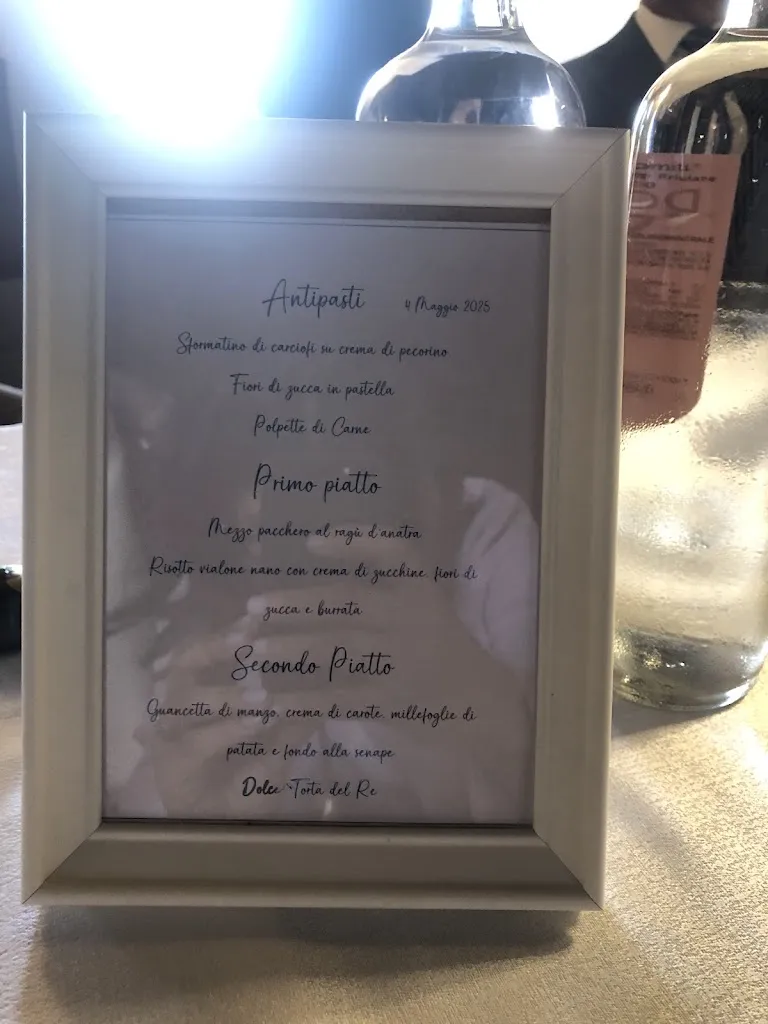 Antipasti 4 Maggio 2025
Sformatino di carciofi su crema di pecorino
Fiori di zucca in pastella
Polpette di Carne
Primo piatto
Mezzo pacchero al ragù d'anatra
Risotto vialone nano con crema di zucchine, fiori di
zucca e burrata
Secondo Piatto
Guancetta di manzo, crema di carote, millefoglie di
patata e fondo alla senape
Dolce: Torta del Re